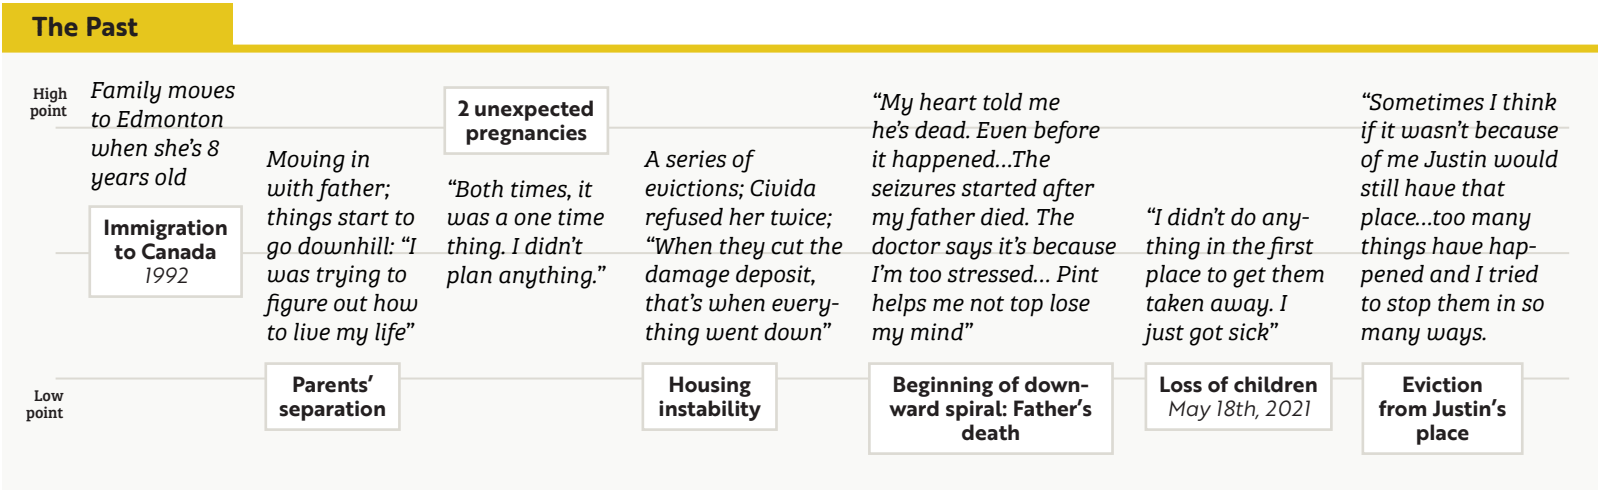 The Past
High
point
Family moves
to Edmonton
when she's 8
years old
Immigration
to Canada
1992
Moving in
with father;
things start to
go downhill: “I
was trying to
figure out how
to live my life”
Parents’
separation
2 unexpected
pregnancies
“Both times, it
was a one time
thing. I didn’t
plan anything.”
A series of
evictions; Civida
refused her twice;
“When they cut the
damage deposit,
that’s when every-
thing went down”
Housing
instability
“My heart told me
he’s dead. Even before
it happened...The
seizures started after
my father died. The
doctor says it’s because
I’m too stressed... Pint
helps me not top lose
my mind”
Beginning of down-
ward spiral: Father’s
death
“I didn’t do any-
thing in the first
place to get them
taken away. I
just got sick”
Loss of children
May 18th, 2021
“Sometimes I think
if it wasn’t because
of me Justin would
still have that
place...too many
things have hap-
pened and I tried
to stop them in so
many ways.
Eviction
from Justin’s
place
Low
point